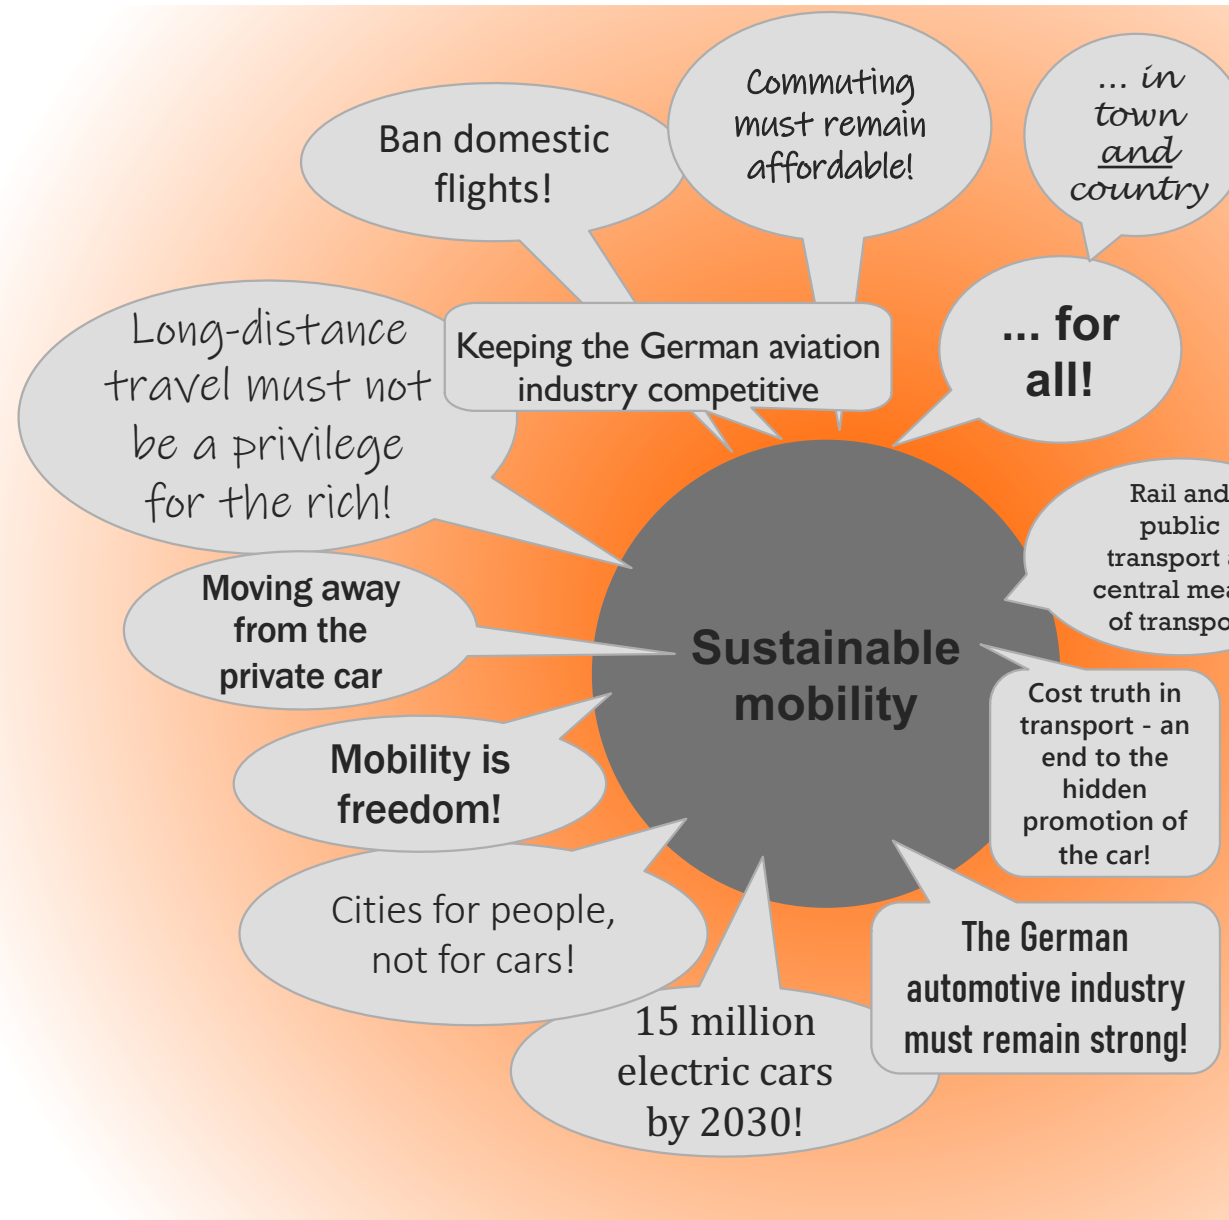 Commuting
must remain
affordable!
... in
town
and
country
Ban domestic
flights!
... for
all!
Long-distance
travel must not
be a privilege
for the rich!
Keeping the German aviation
industry competitive
Rail and
public
transport
central
of
Moving away
from the
private car
Sustainable
mobility
Cost truth in
transport - an
end to the
hidden
promotion of
the car!
Mobility is
freedom!
Cities for people,
not for cars!
The German
automotive industry
must remain strong!
15 million
electric cars
by 2030!